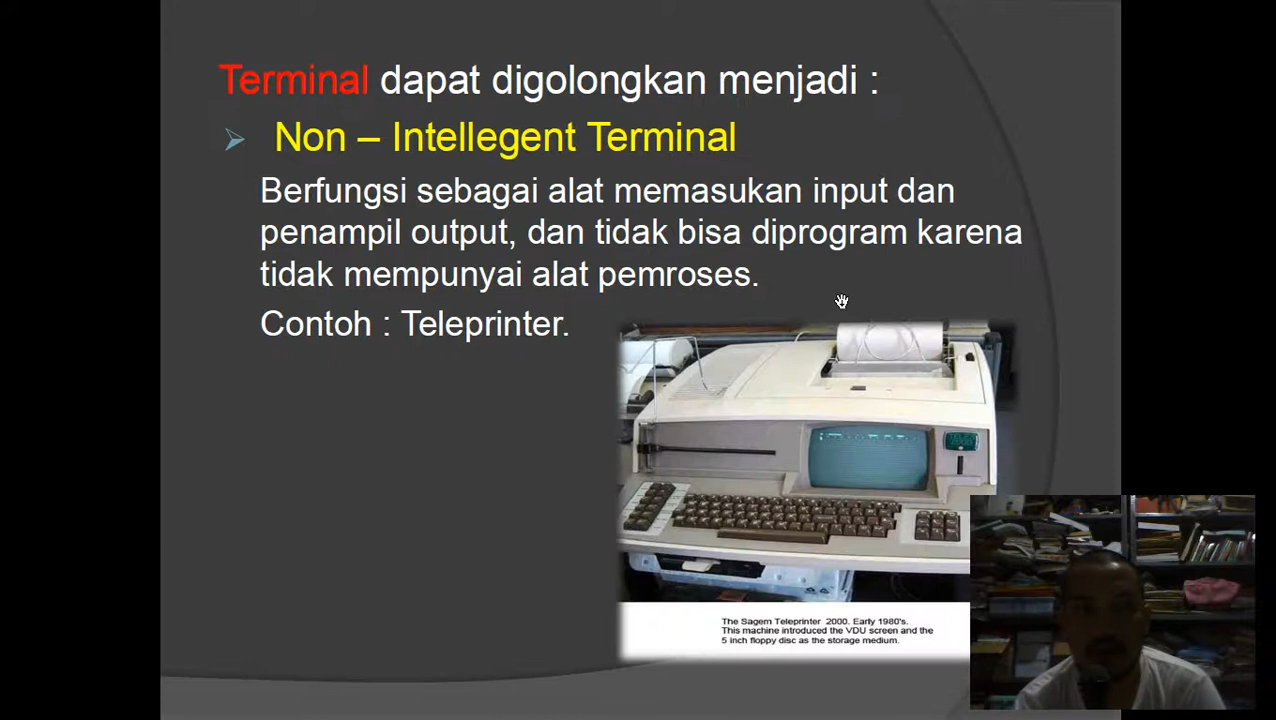 Terminal dapat digolongkan menjadi :
Non – Intellegent Terminal
Berfungsi sebagai alat memasukan input dan
penampil output, dan tidak bisa diprogram karena
tidak mempunyai alat pemroses.
Contoh : Teleprinter.
The Sagem Teleprinter 2000. Early 1980's.
This machine introduced the VDU screen and the
5 inch floppy disc as the storage medium.